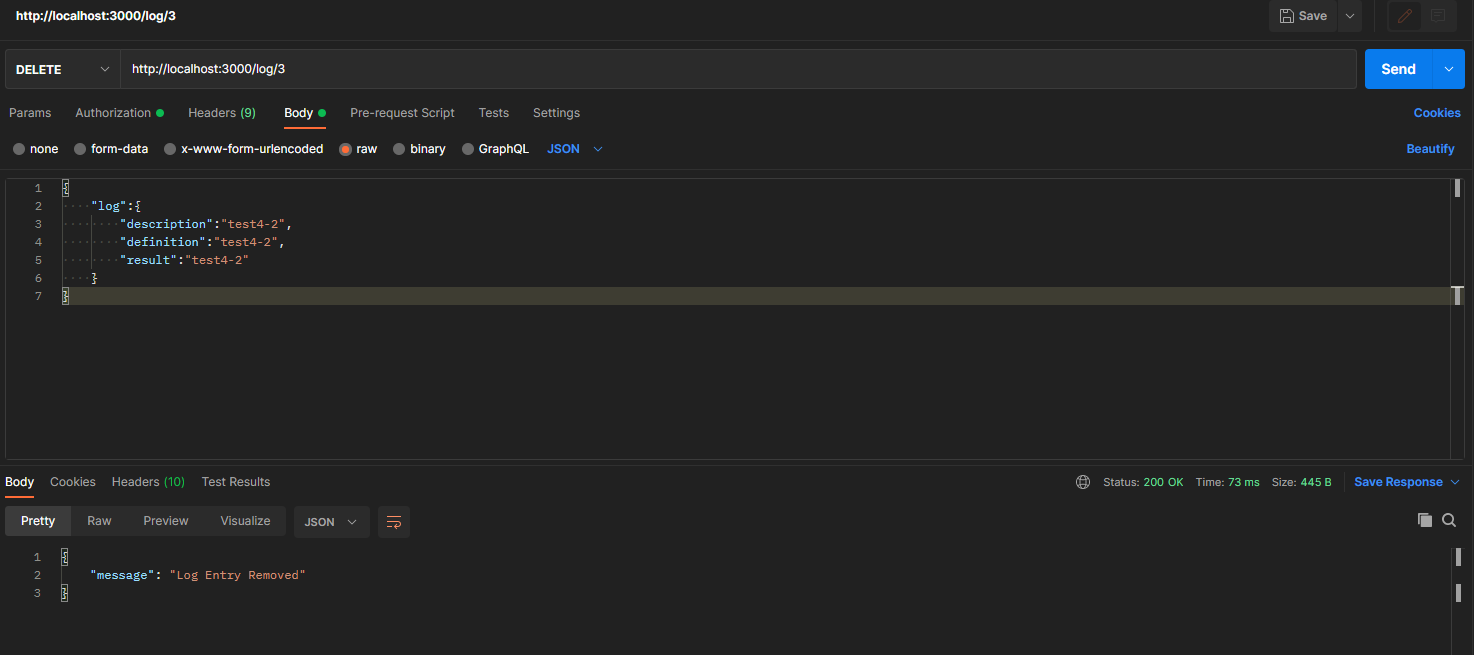 http://localhost:3000/log/3 Save
DELETE http://localhost:3000/log/3 Send
Params Authorization Headers (9) Body Pre-request Script Tests Settings Cookies
none form-data x-www-form-urlencoded raw binary GraphQL JSON Beautify
1 {
2 "log":{
3 "description":"test4-2",
4 "definition":"test4-2",
5 "result":"test4-2"
6 }
7 }
Body Cookies Headers (10) Test Results Status: 200 OK Time: 73 ms Size: 445 B Save Response
Pretty Raw Preview Visualize JSON
1 {
2 "message": "Log Entry Removed"
3 }